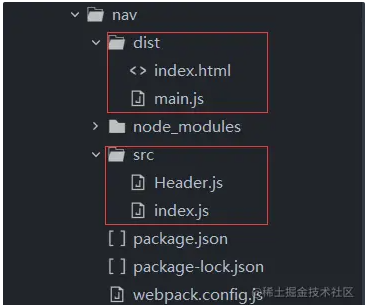 nav
dist
index.html
main.js
node_modules
src
Header.js
index.js
package.json
package-lock.json
webpack.config.js
@稀土掘金技术社区